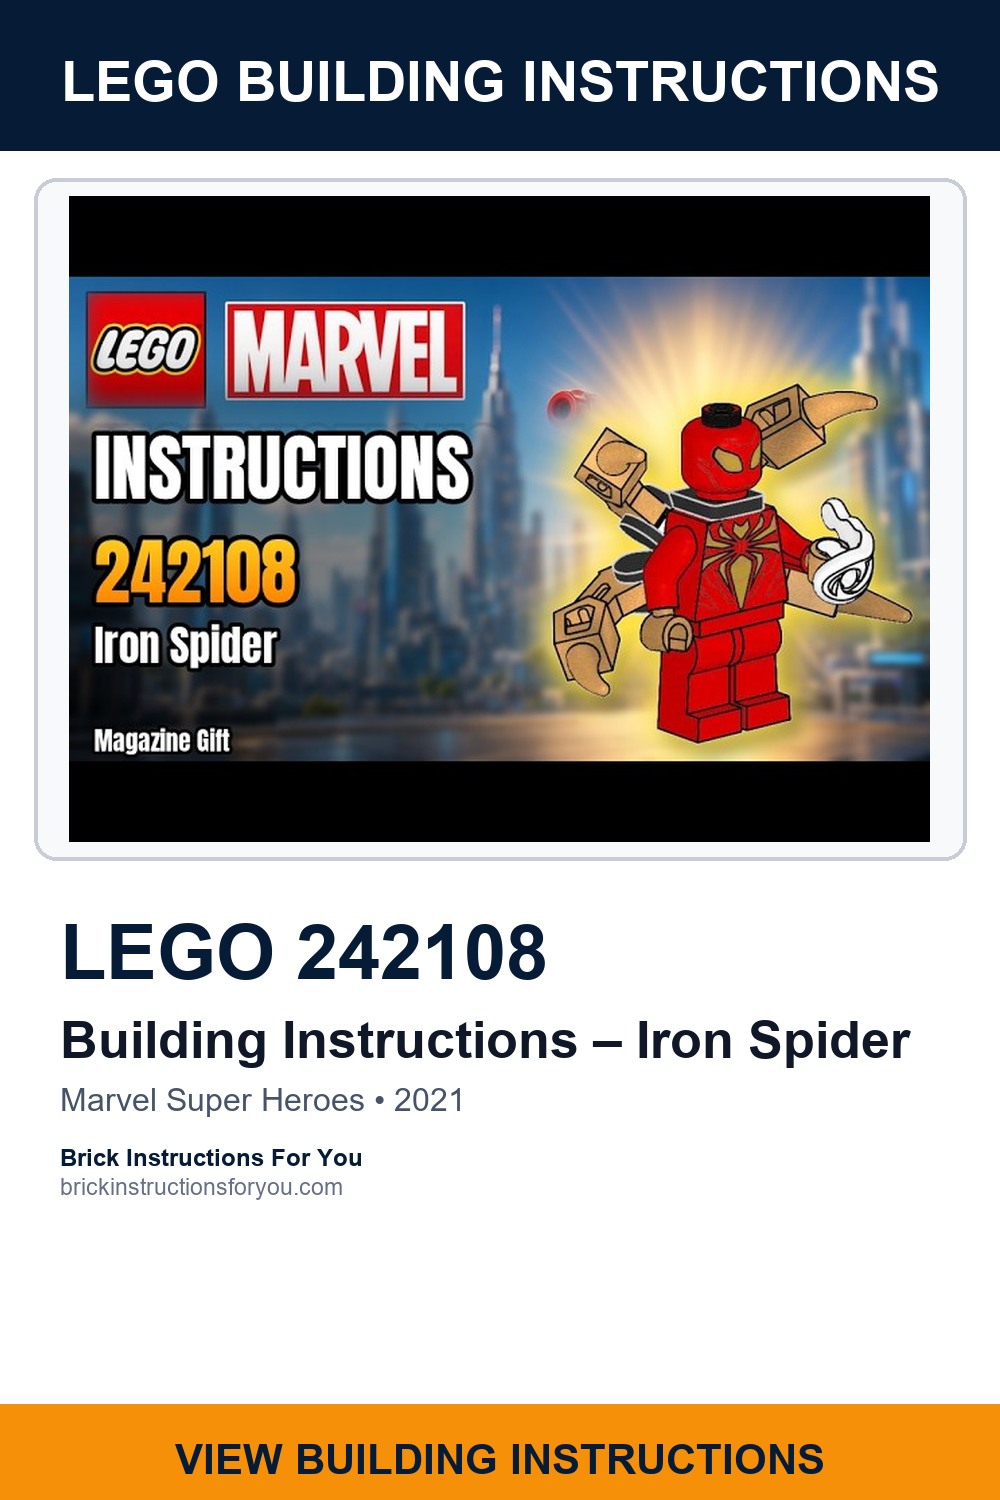 LEGO BUILDING INSTRUCTIONS
LEGO MARVEL
INSTRUCTIONS
242108
Iron Spider
Magazine Gift
LEGO 242108
Building Instructions – Iron Spider
Marvel Super Heroes • 2021
Brick Instructions For You
brickinstructionsforyou.com
VIEW BUILDING INSTRUCTIONS